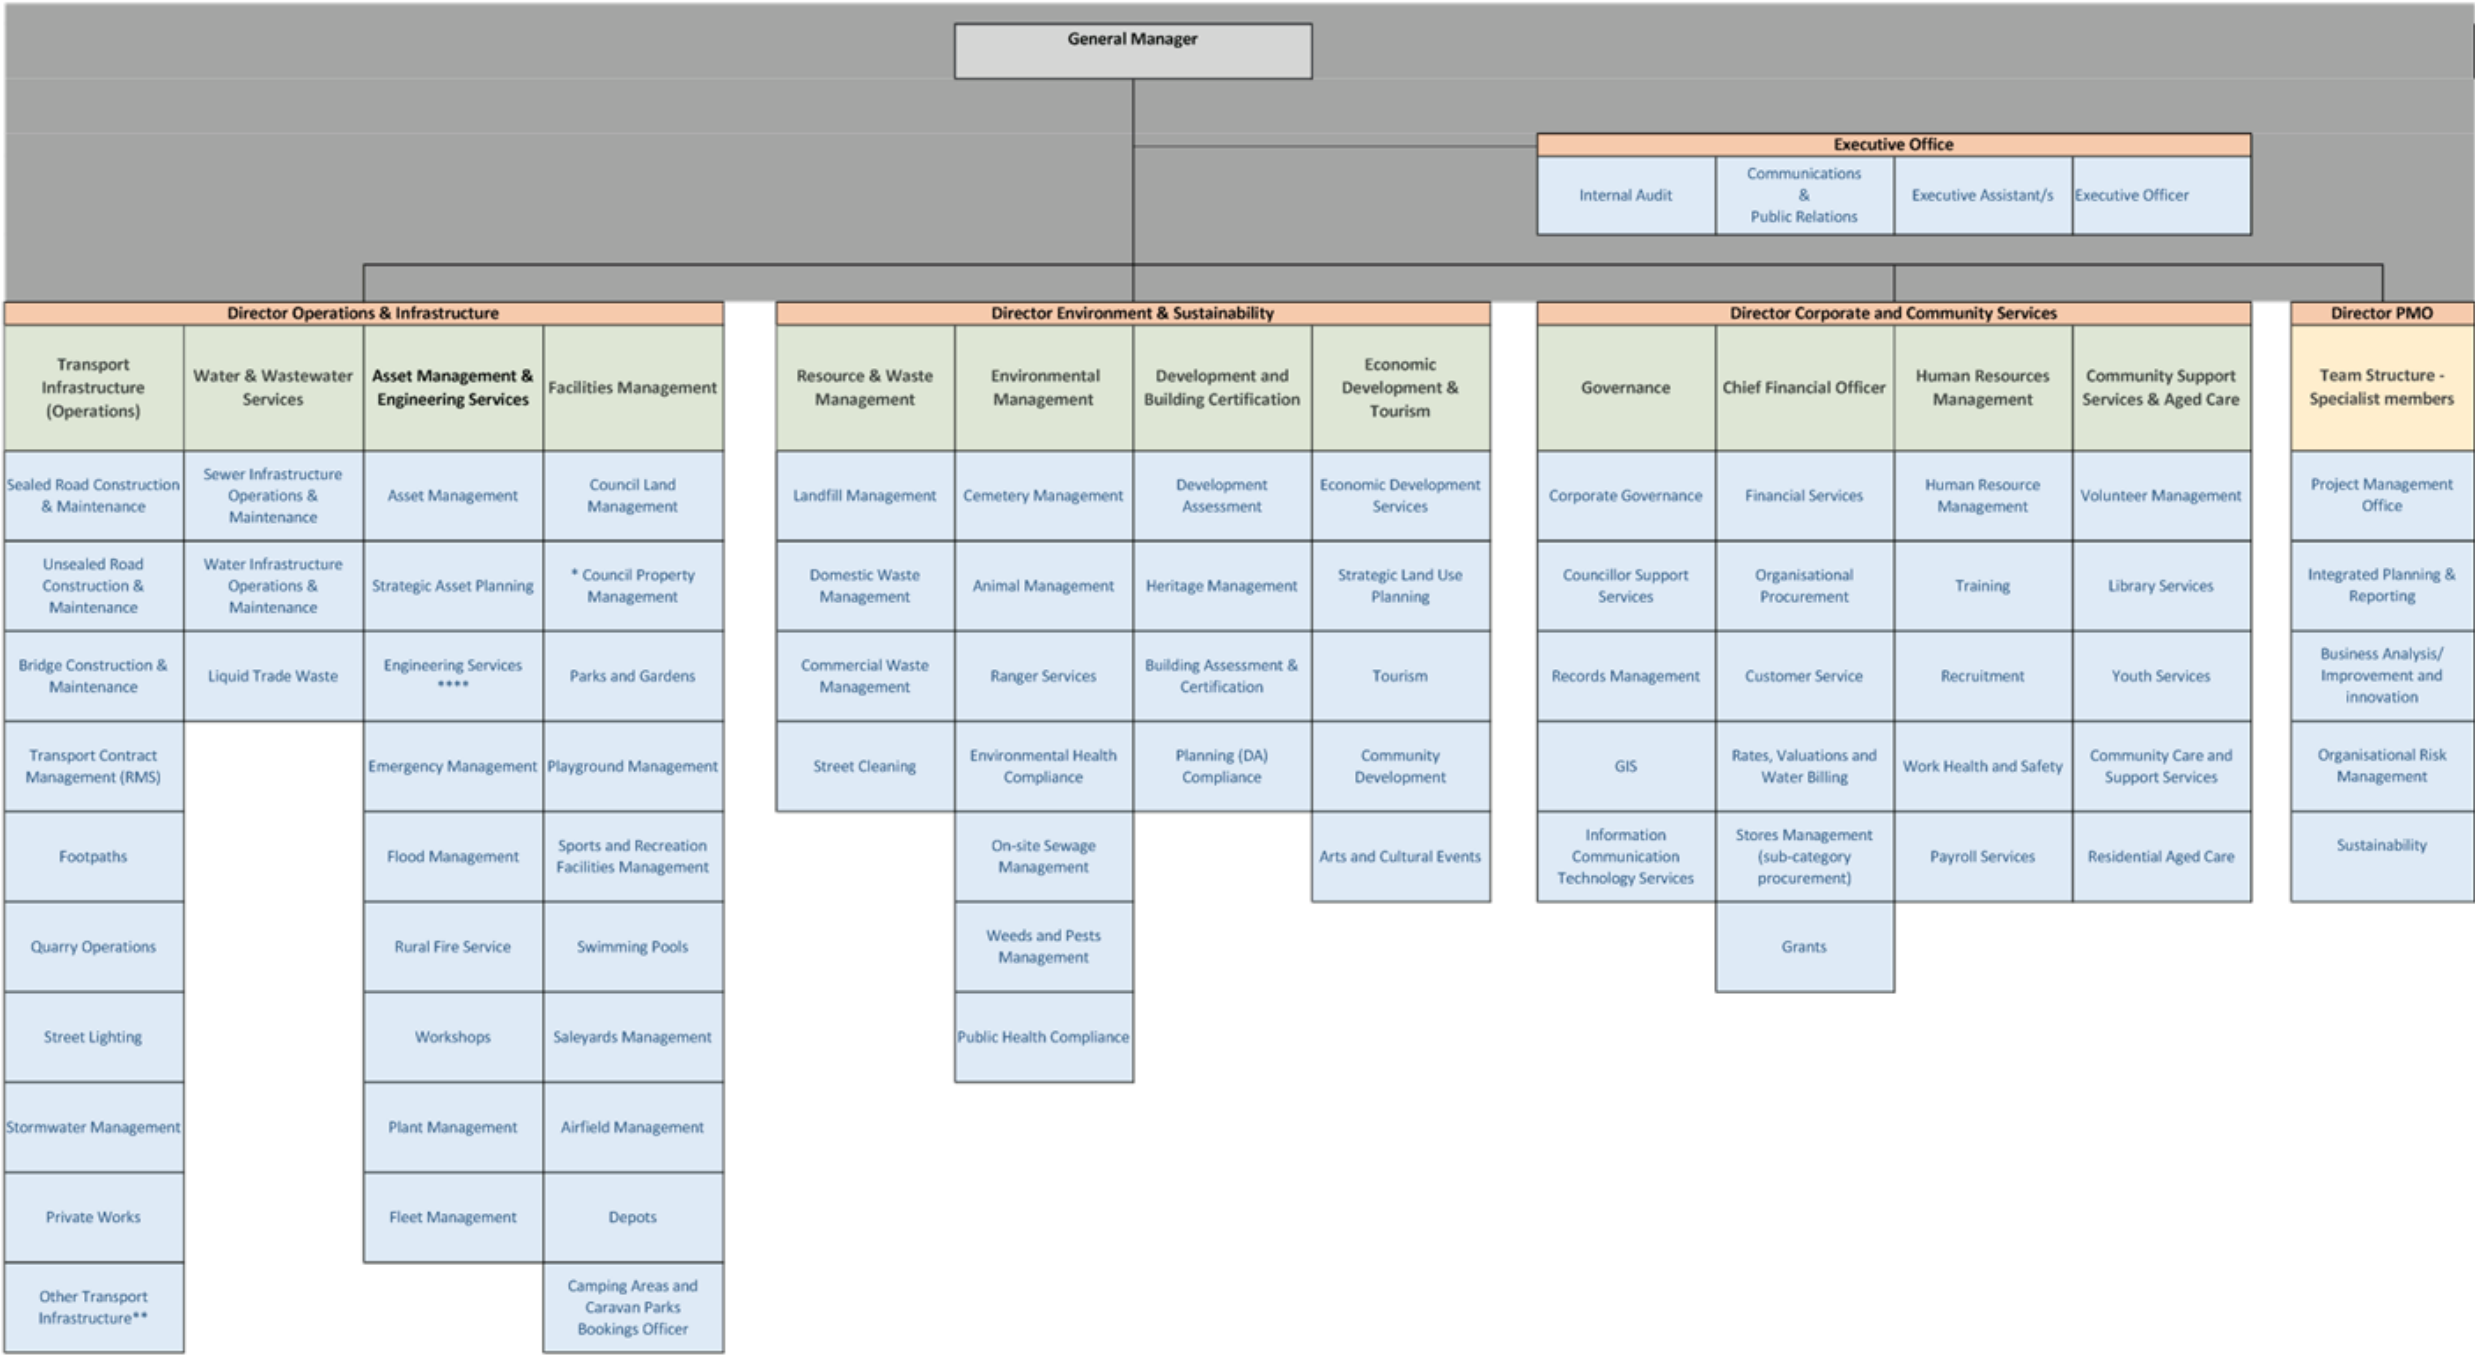 General Manager
Executive Office
Internal Audit
Communications
&
Public Relations
Executive Assistant/s
Executive Officer
Director Operations & Infrastructure
Transport
Infrastructure
(Operations)
Water & Wastewater
Services
Asset Management &
Engineering Services
Facilities Management
Sealed Road Construction
& Maintenance
Sewer Infrastructure
Operations &
Maintenance
Asset Management
Council Land
Management
Unsealed Road
Construction &
Maintenance
Water Infrastructure
Operations &
Maintenance
Strategic Asset Planning
* Council Property
Management
Bridge Construction &
Maintenance
Liquid Trade Waste
Engineering Services
****
Parks and Gardens
Transport Contract
Management (RMS)
Emergency Management
Playground Management
Footpaths
Flood Management
Sports and Recreation
Facilities Management
Quarry Operations
Rural Fire Service
Swimming Pools
Street Lighting
Workshops
Saleyards Management
Stormwater Management
Plant Management
Airfield Management
Private Works
Fleet Management
Depots
Other Transport
Infrastructure**
Camping Areas and
Caravan Parks
Bookings Officer
Director Environment & Sustainability
Resource & Waste
Management
Environmental
Management
Development and
Building Certification
Economic
Development &
Tourism
Landfill Management
Cemetery Management
Development
Assessment
Economic Development
Services
Domestic Waste
Management
Animal Management
Heritage Management
Strategic Land Use
Planning
Commercial Waste
Management
Ranger Services
Building Assessment &
Certification
Tourism
Street Cleaning
Environmental Health
Compliance
Planning (DA)
Compliance
Community
Development
On-site Sewage
Management
Arts and Cultural Events
Weeds and Pests
Management
Public Health Compliance
Director Corporate and Community Services
Governance
Chief Financial Officer
Human Resources
Management
Community Support
Services & Aged Care
Corporate Governance
Financial Services
Human Resource
Management
Volunteer Management
Councillor Support
Services
Organisational
Procurement
Training
Library Services
Records Management
Customer Service
Recruitment
Youth Services
GIS
Rates, Valuations and
Water Billing
Work Health and Safety
Community Care and
Support Services
Information
Communication
Technology Services
Stores Management
(sub-category
procurement)
Payroll Services
Residential Aged Care
Grants
Director PMO
Team Structure -
Specialist members
Project Management
Office
Integrated Planning &
Reporting
Business Analysis/
Improvement and
innovation
Organisational Risk
Management
Sustainability